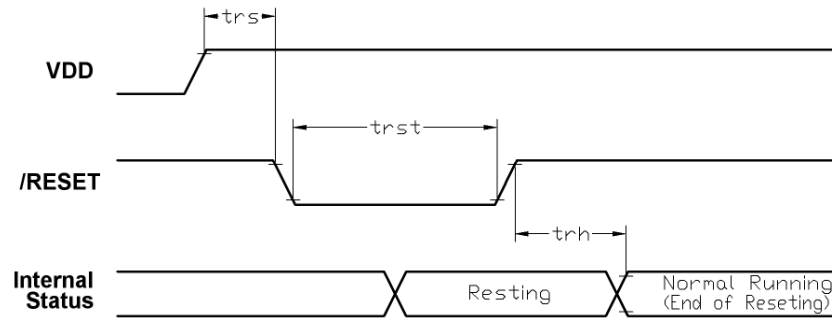 trs
VDD
trst
/RESET
trh
Internal
Status
Resting
Normal Running
(End of Reseting)